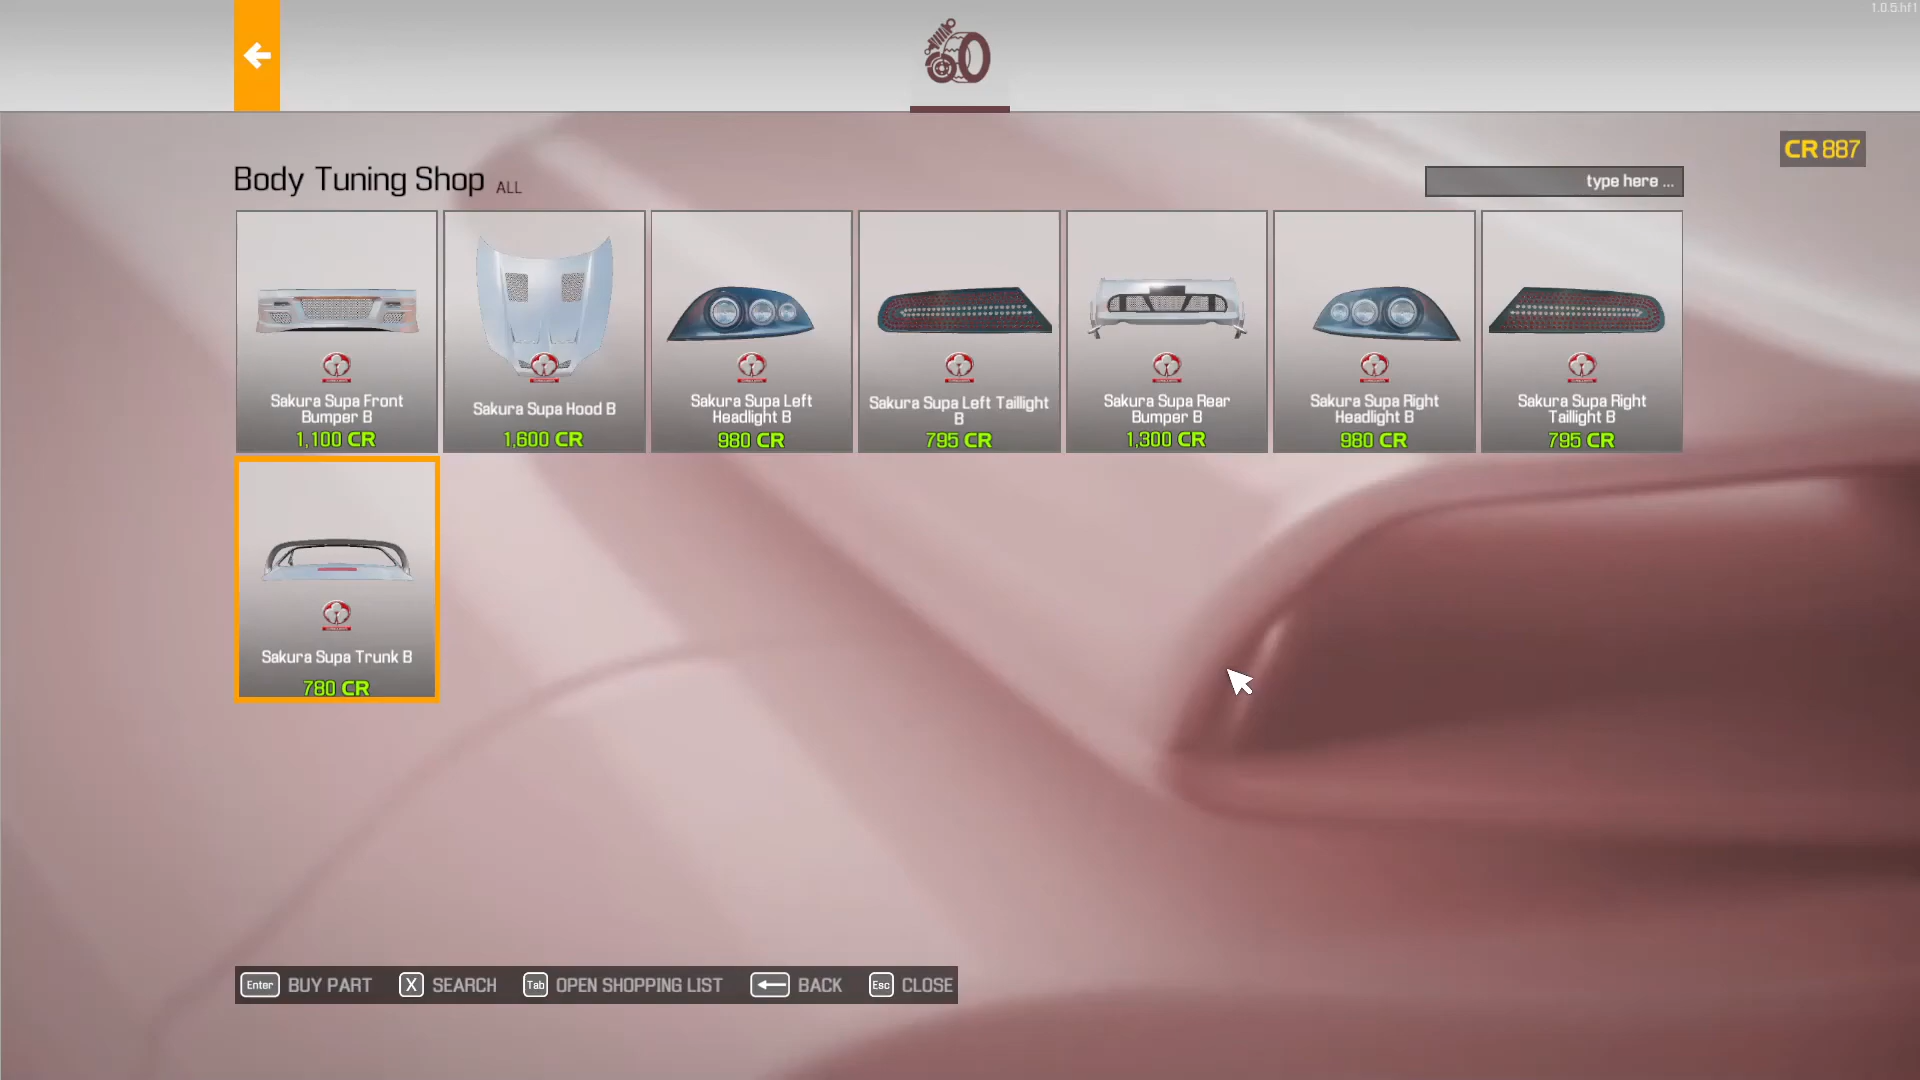 1.0.5.hf1
CR 887
Body Tuning Shop ALL
type here ...
Sakura Supa Front
Bumper B
1,100 CR
Sakura Supa Hood B
1,600 CR
Sakura Supa Left
Headlight B
980 CR
Sakura Supa Left Taillight
B
795 CR
Sakura Supa Rear
Bumper B
1,300 CR
Sakura Supa Right
Headlight B
980 CR
Sakura Supa Right
Taillight B
795 CR
Sakura Supa Trunk B
780 CR
Enter BUY PART X SEARCH Tab OPEN SHOPPING LIST BACK Esc CLOSE